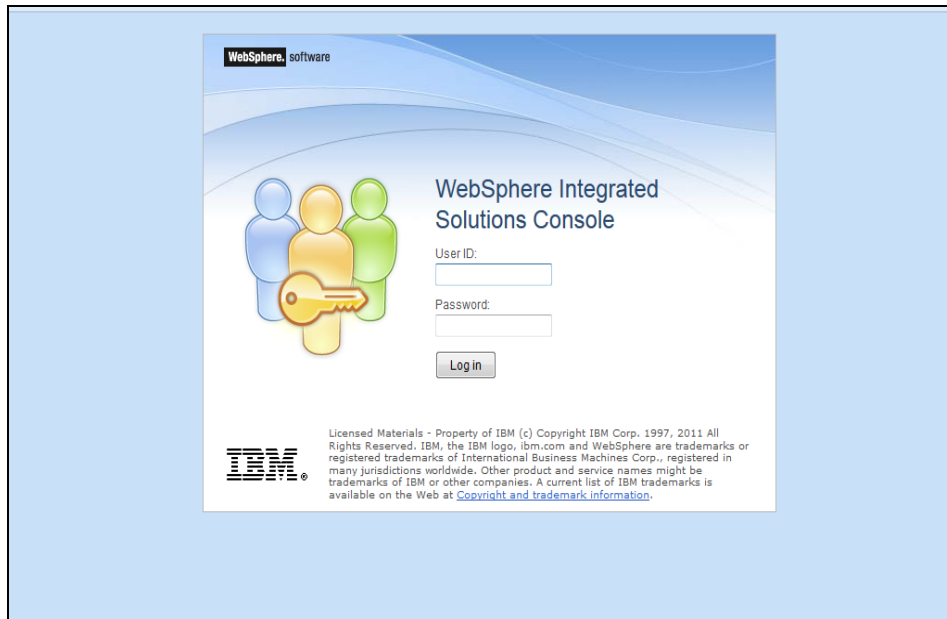 WebSphere. software
WebSphere Integrated
Solutions Console
User ID:
Password:
Log in
Licensed Materials - Property of IBM (c) Copyright IBM Corp. 1997, 2011 All
Rights Reserved. IBM, the IBM logo, ibm.com and WebSphere are trademarks or
registered trademarks of International Business Machines Corp., registered in
many jurisdictions worldwide. Other product and service names might be
trademarks of IBM or other companies. A current list of IBM trademarks is
available on the Web at Copyright and trademark information.
IBM®